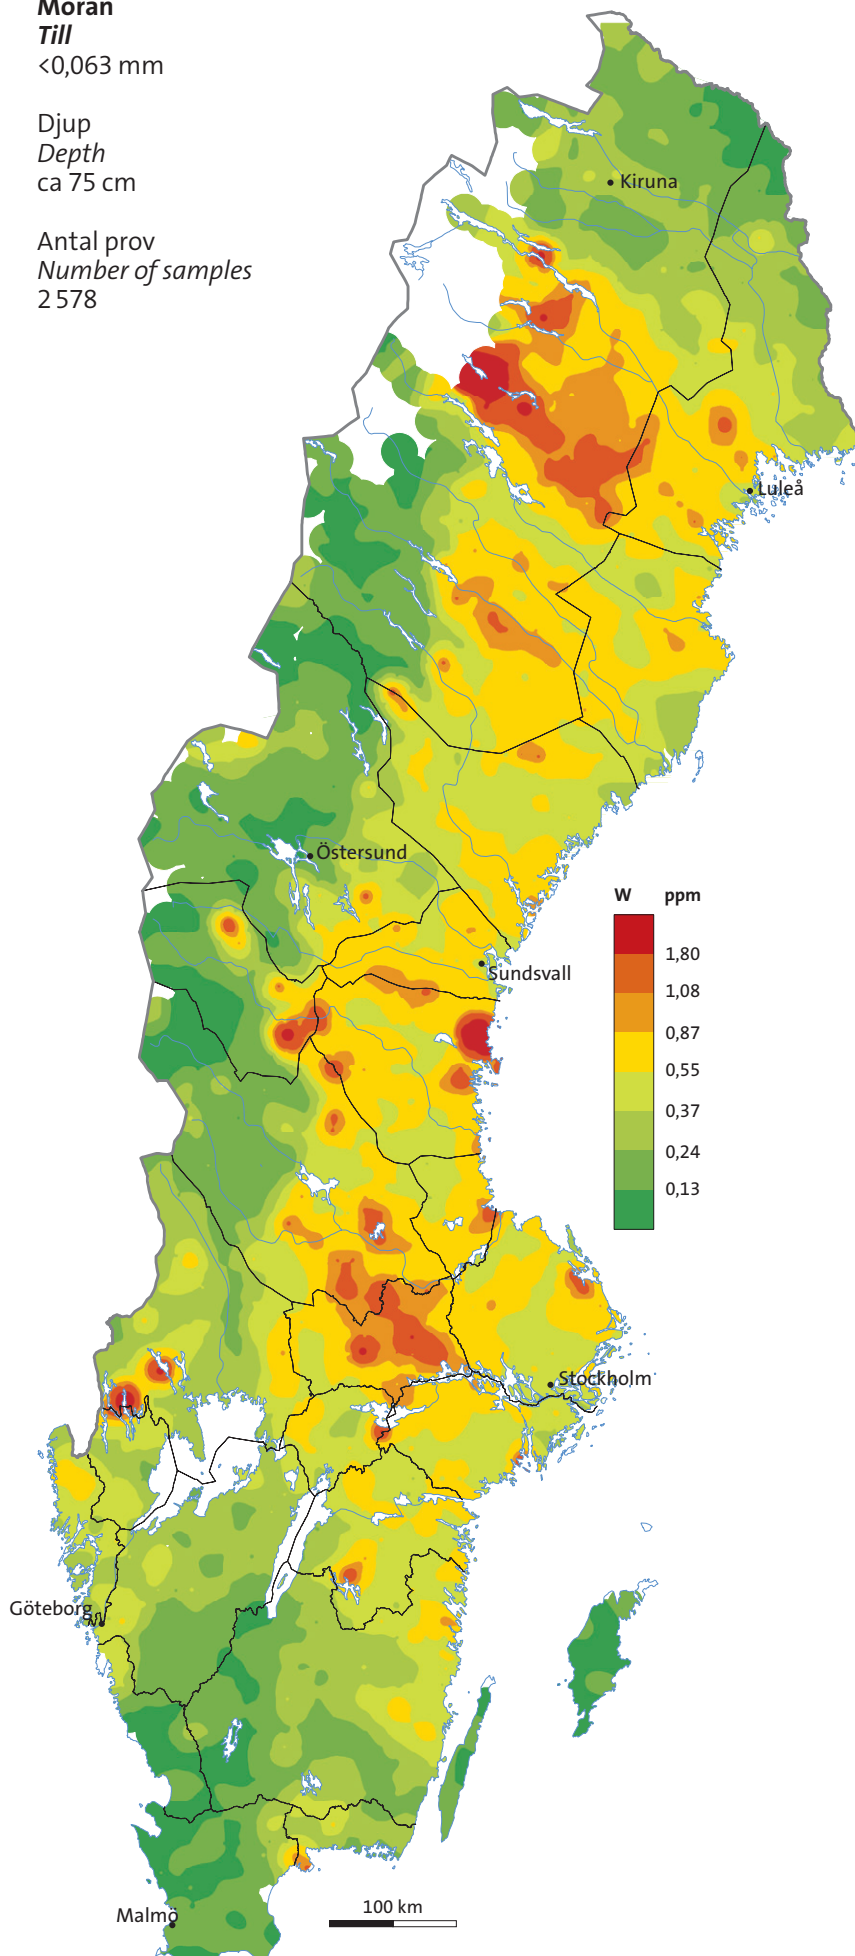 Morän
Till
<0,063 mm
Djup
Depth
ca 75 cm
Antal prov
Number of samples
2 578
Kiruna
Luleå
Östersund
Sundsvall
W ppm
1,80
1,08
0,87
0,55
0,37
0,24
0,13
Stockholm
Göteborg
Malmö
100 km